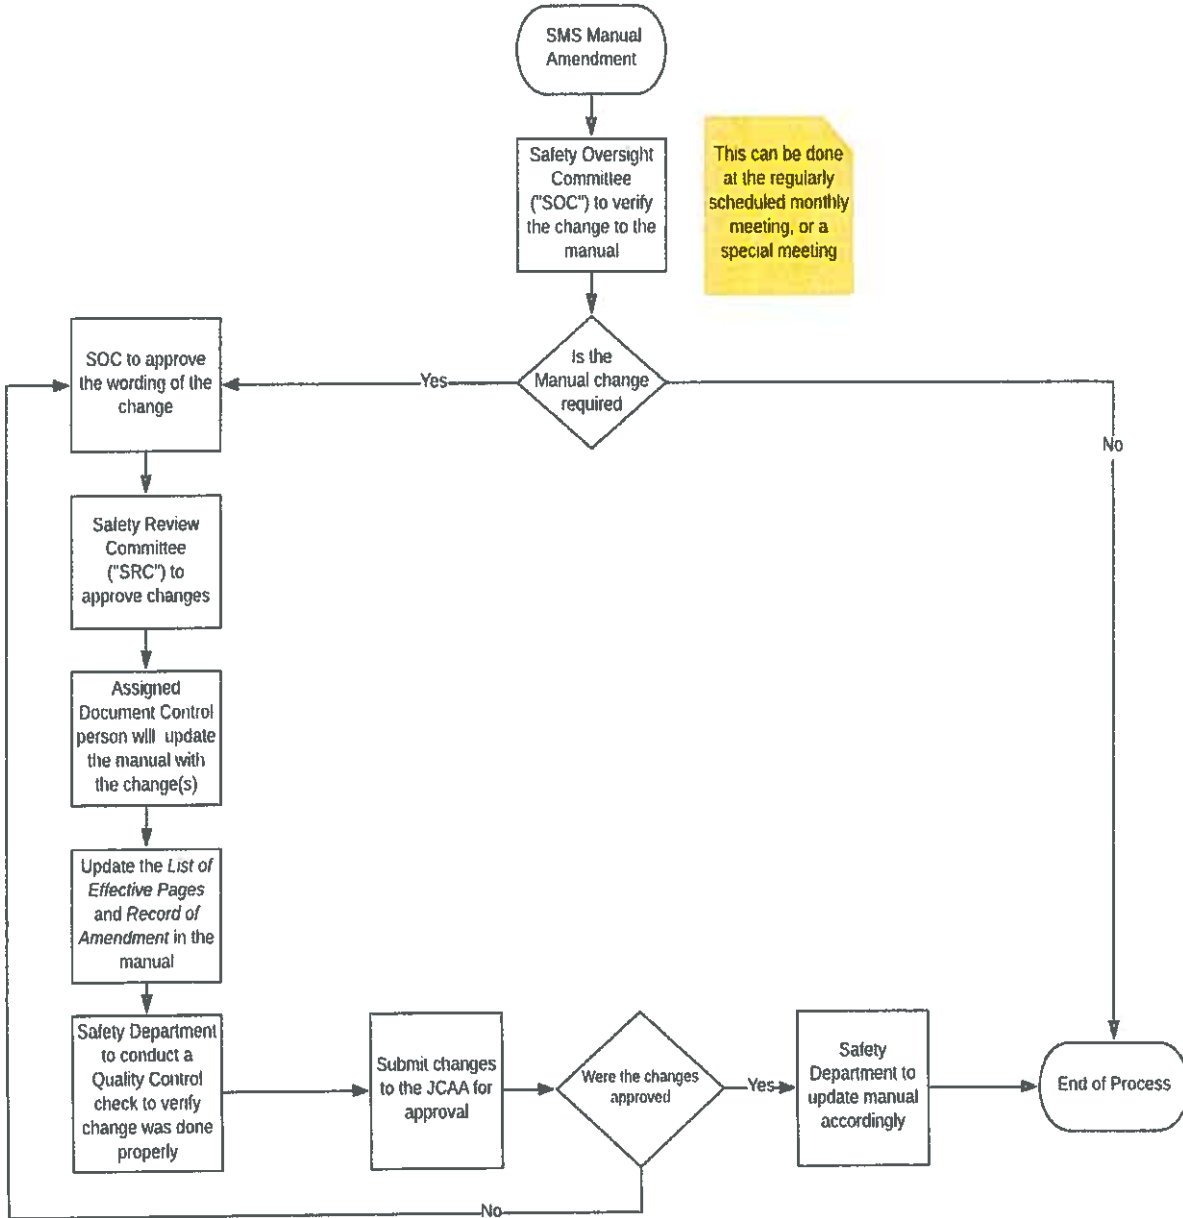 SMS Manual
Amendment
Safety Oversight
Committee
("SOC") to verify
the change to the
manual
This can be done
at the regularly
scheduled monthly
meeting, or a
special meeting
Is the
Manual change
required
Yes
No
SOC to approve
the wording of the
change
Safety Review
Committee
("SRC") to
approve changes
Assigned
Document Control
person will update
the manual with
the change(s)
Update the List of
Effective Pages
and Record of
Amendment in the
manual
Safety Department
to conduct a
Quality Control
check to verify
change was done
properly
Submit changes
to the JCAA for
approval
Were the changes
approved
Yes
No
Safety
Department to
update manual
accordingly
End of Process